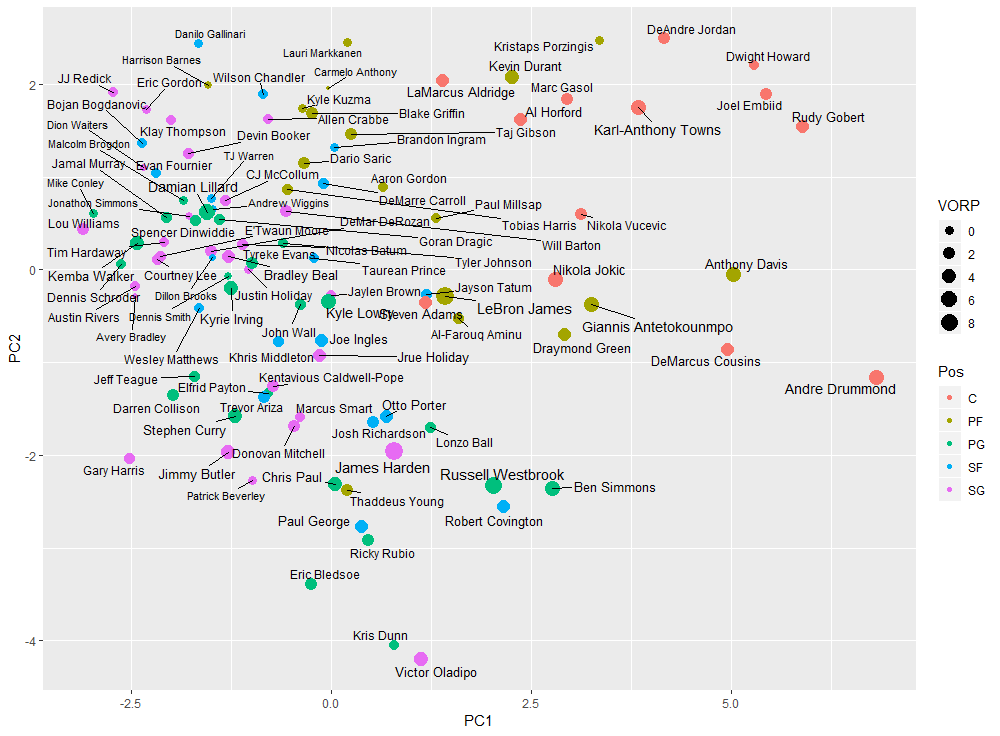 DeAndre Jordan
Danilo Gallinari
Lauri Markkanen
Kristaps Porzingis
Dwight Howard
Harrison Barnes
Carmelo Anthony
Kevin Durant
JJ Redick
Eric Gordon
Wilson Chandler
LaMarcus Aldridge
Marc Gasol
Joel Embiid
2
Bojan Bogdanovic
Kyle Kuzma
Blake Griffin
Al Horford
Rudy Gobert
Dion Waiters
Klay Thompson
Allen Crabbe
Taj Gibson
Karl-Anthony Towns
Malcolm Brogdon
Devin Booker
Brandon Ingram
Jamal Murray
Evan Fournier
TJ Warren
Dario Saric
Mike Conley
Damian Lillard
CJ McCollum
Aaron Gordon
Jonathon Simmons
Andrew Wiggins
DeMarre Carroll
Paul Millsap
Lou Williams
DeMar DeRozan
Tobias Harris
Nikola Vucevic
Spencer Dinwiddie
E'Twaun Moore
Goran Dragic
Will Barton
Tim Hardaway
Tyreke Evans
Nicolas Batum
Tyler Johnson
Anthony Davis
0
Kemba Walker
Courtney Lee
Bradley Beal
Taurean Prince
Nikola Jokic
Dennis Schroder
Dillon Brooks
Justin Holiday
Jaylen Brown
Jayson Tatum
Austin Rivers
Dennis Smith
Kyrie Irving
Kyle Lowry
Steven Adams
LeBron James
Giannis Antetokounmpo
Avery Bradley
John Wall
Joe Ingles
Al-Farouq Aminu
Draymond Green
Wesley Matthews
Khris Middleton
Jrue Holiday
DeMarcus Cousins
Jeff Teague
Elfrid Payton
Kentavious Caldwell-Pope
Andre Drummond
Darren Collison
Trevor Ariza
Marcus Smart
Otto Porter
Stephen Curry
Josh Richardson
Lonzo Ball
-2
Gary Harris
Jimmy Butler
Donovan Mitchell
James Harden
Russell Westbrook
Patrick Beverley
Chris Paul
Thaddeus Young
Ben Simmons
Paul George
Robert Covington
Ricky Rubio
Eric Bledsoe
Kris Dunn
-4
Victor Oladipo
-2.5
0.0
2.5
5.0
PC1
PC2
VORP
0
2
4
6
8
Pos
C
PF
PG
SF
SG